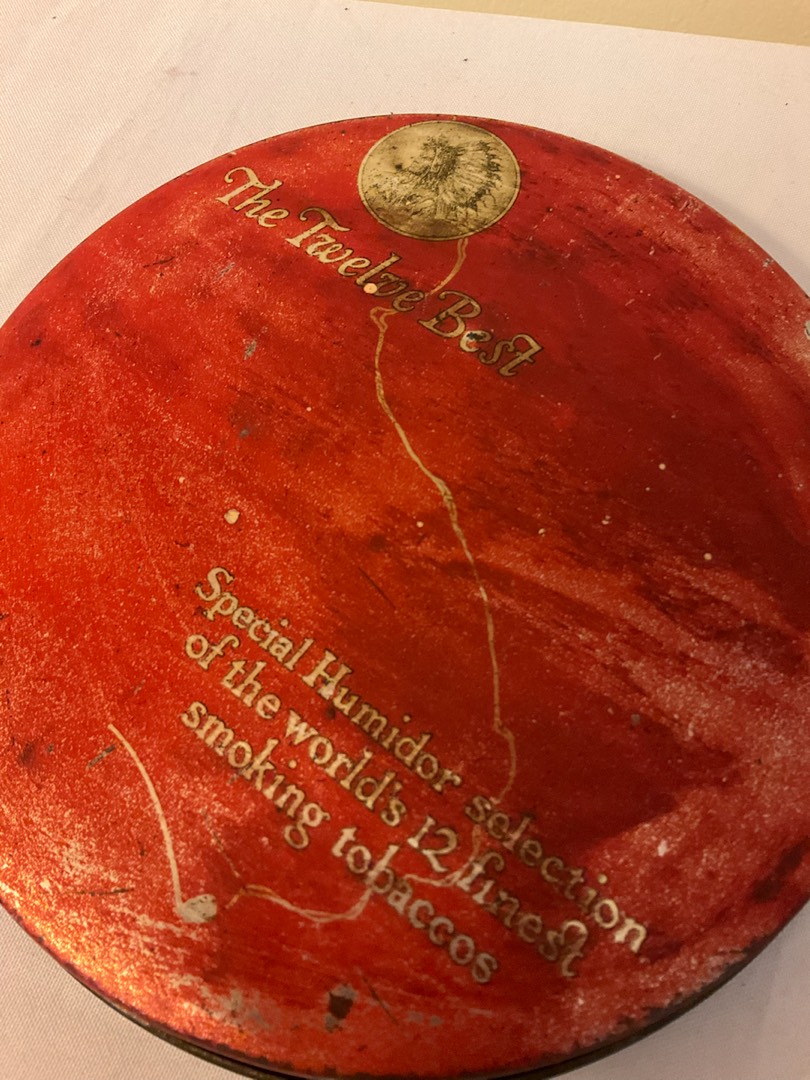 The Twelve Best
Special Humidor selection
of the world's 12 finest
smoking tobaccos